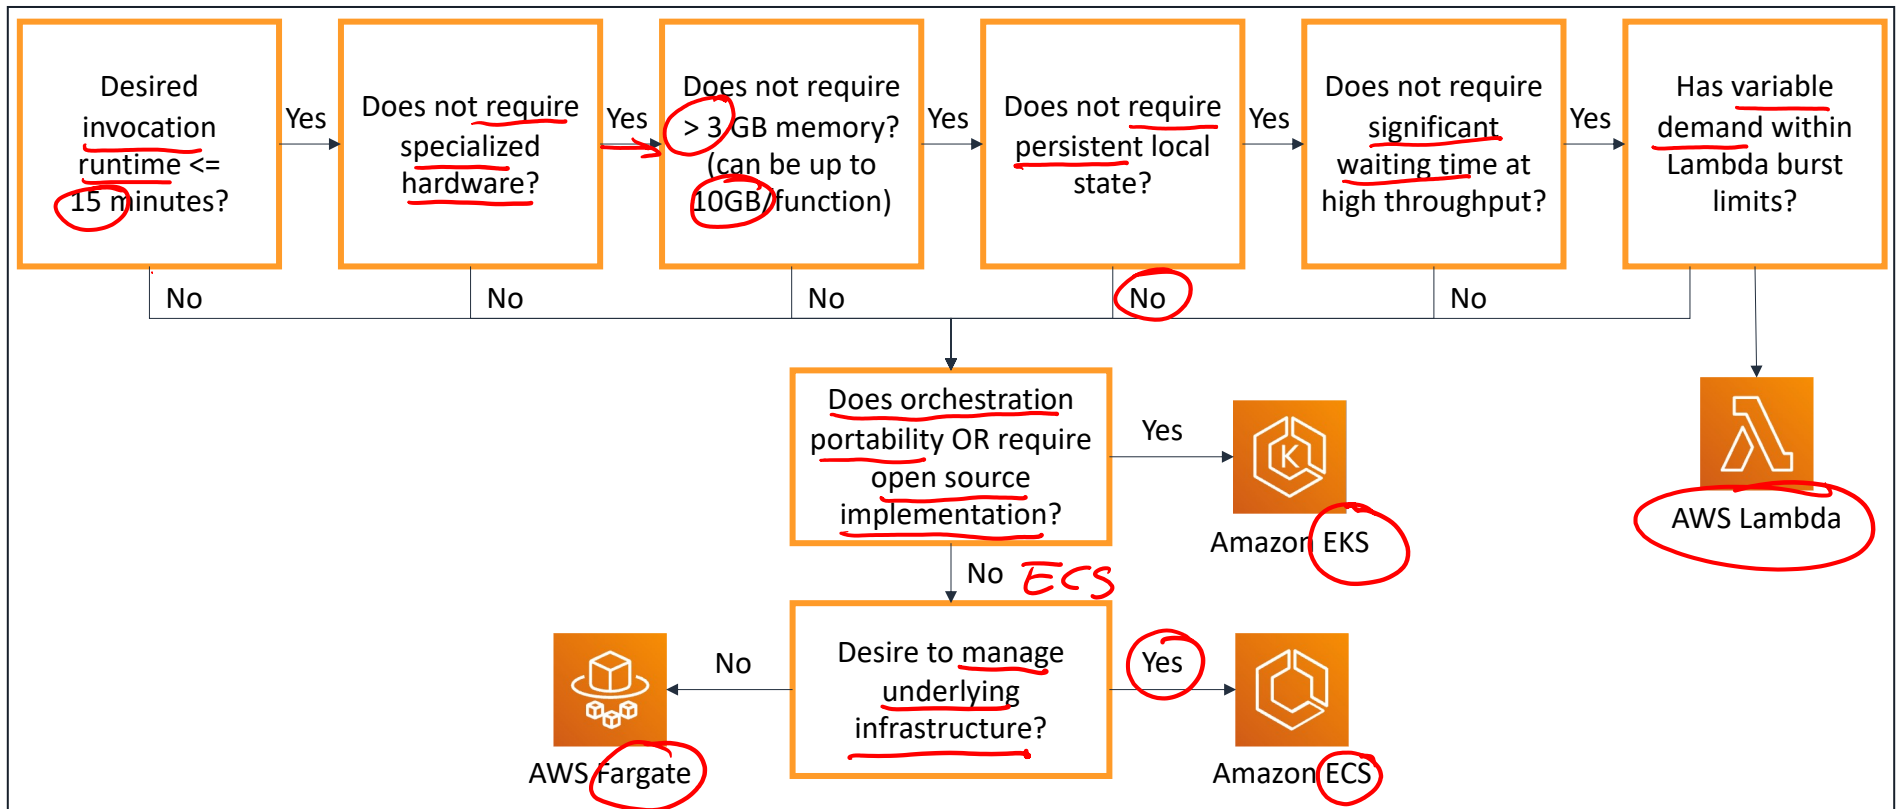 Desired
invocation
runtime <=
15 minutes?
Yes
Does not require
specialized
hardware?
Yes
Does not require
> 3 GB memory?
(can be up to
10GB/function)
Yes
Does not require
persistent local
state?
Yes
Does not require
significant
waiting time at
high throughput?
Yes
Has variable
demand within
Lambda burst
limits?
No
No
No
No
No
Does orchestration
portability OR require
open source
implementation?
Yes
K
Amazon EKS
AWS Lambda
No
ECS
Desire to manage
underlying
infrastructure?
No
AWS Fargate
Yes
Amazon ECS